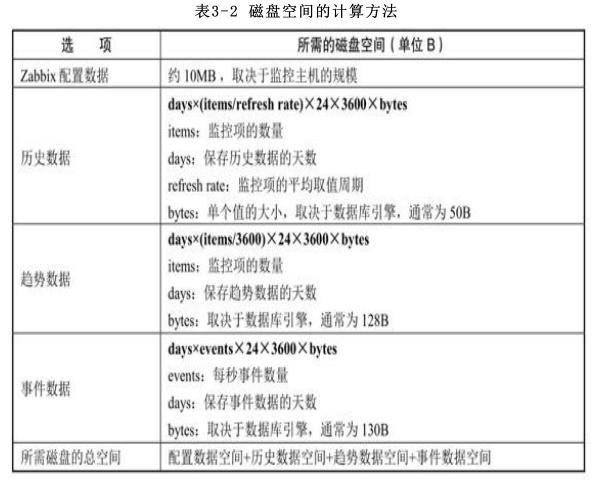 表3-2 磁盘空间的计算方法
选 项 所需的磁盘空间（单位 B）
Zabbix 配置数据 约 10MB，取决于监控主机的规模
历史数据
days×(items/refresh rate)×24×3600×bytes
items：监控项的数量
days：保存历史数据的天数
refresh rate：监控项的平均取值周期
bytes：单个值的大小，取决于数据库引擎，通常为 50B
趋势数据
days×(items/3600)×24×3600×bytes
items：监控项的数量
days：保存趋势数据的天数
bytes：取决于数据库引擎，通常为 128B
事件数据
days×events×24×3600×bytes
events：每秒事件数量
days：保存事件数据的天数
bytes：取决于数据库引擎，通常为 130B
所需磁盘的总空间 配置数据空间+历史数据空间+趋势数据空间+事件数据空间